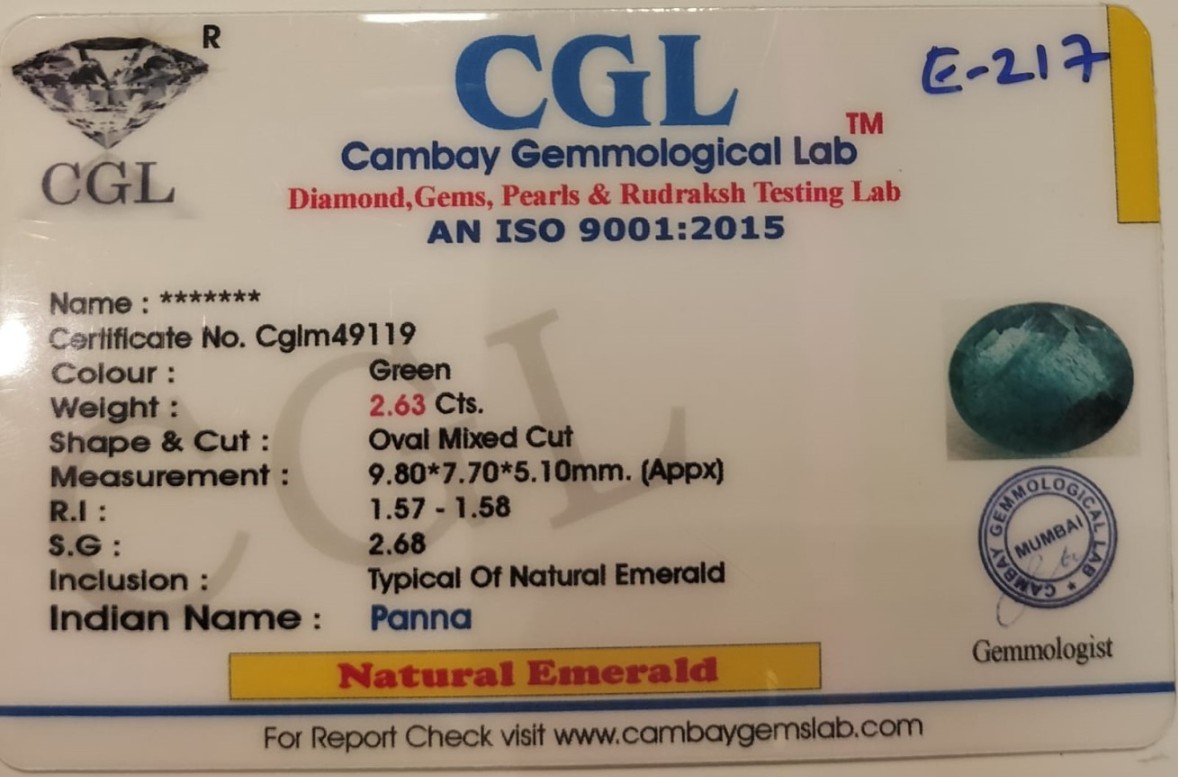 R
CGL
CGL
E-217
TM
Cambay Gemmological Lab
Diamond,Gems, Pearls & Rudraksh Testing Lab
AN ISO 9001:2015
Name : *******
Certificate No. Cglm49119
Colour : Green
Weight : 2.63 Cts.
Shape & Cut : Oval Mixed Cut
Measurement : 9.80*7.70*5.10mm. (Appx)
R.I : 1.57 - 1.58
S.G : 2.68
Inclusion : Typical Of Natural Emerald
Indian Name : Panna
CGL
CAMBAY GEMMOLOGICAL LAB *
MUMBAI
Gemmologist
Natural Emerald
For Report Check visit www.cambaygemslab.com